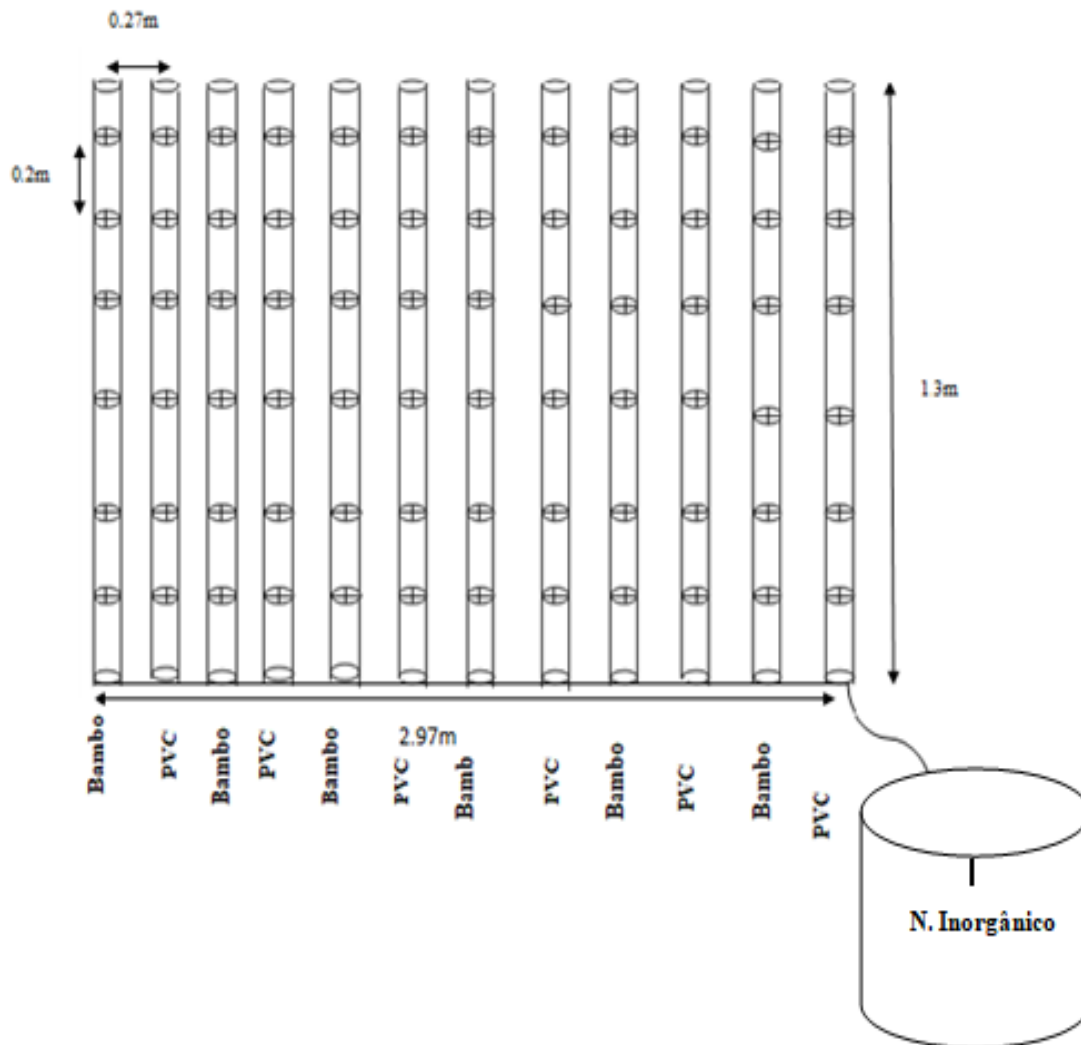 0.27m
0.2m
1.3m
2.97m
Bambo
PVC
Bambo
PVC
Bambo
PVC
Bamb
PVC
Bambo
PVC
Bambo
PVC
N. Inorgânico